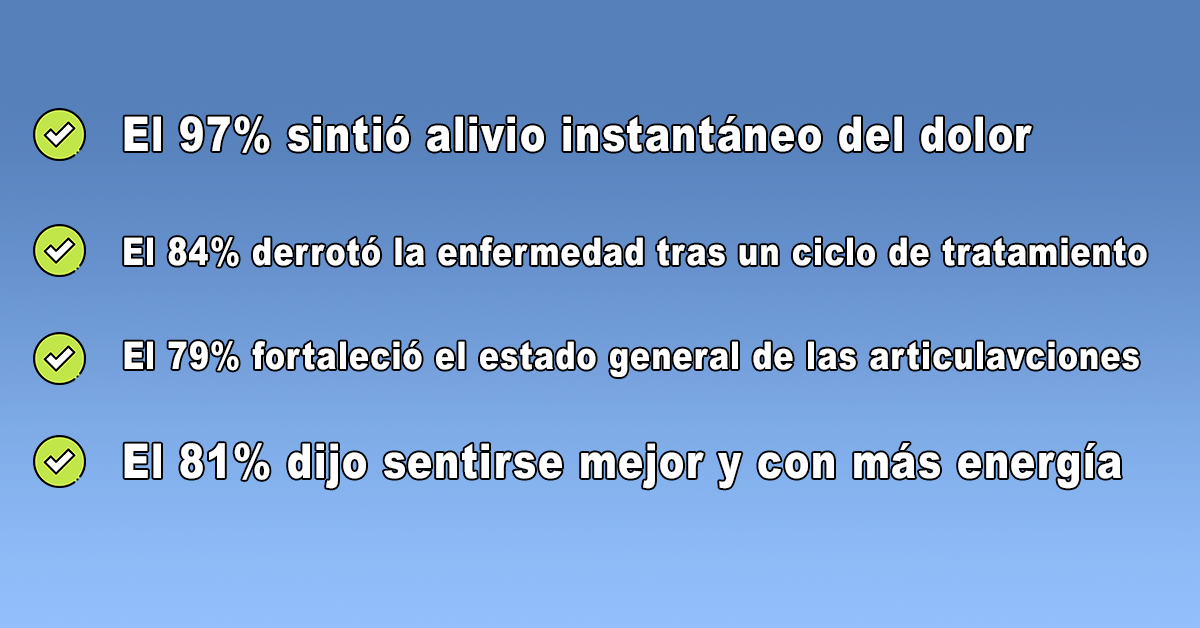 El 97% sintió alivio instantáneo del dolor
El 84% derrotó la enfermedad tras un ciclo de tratamiento
El 79% fortaleció el estado general de las articulavciones
El 81% dijo sentirse mejor y con más energía